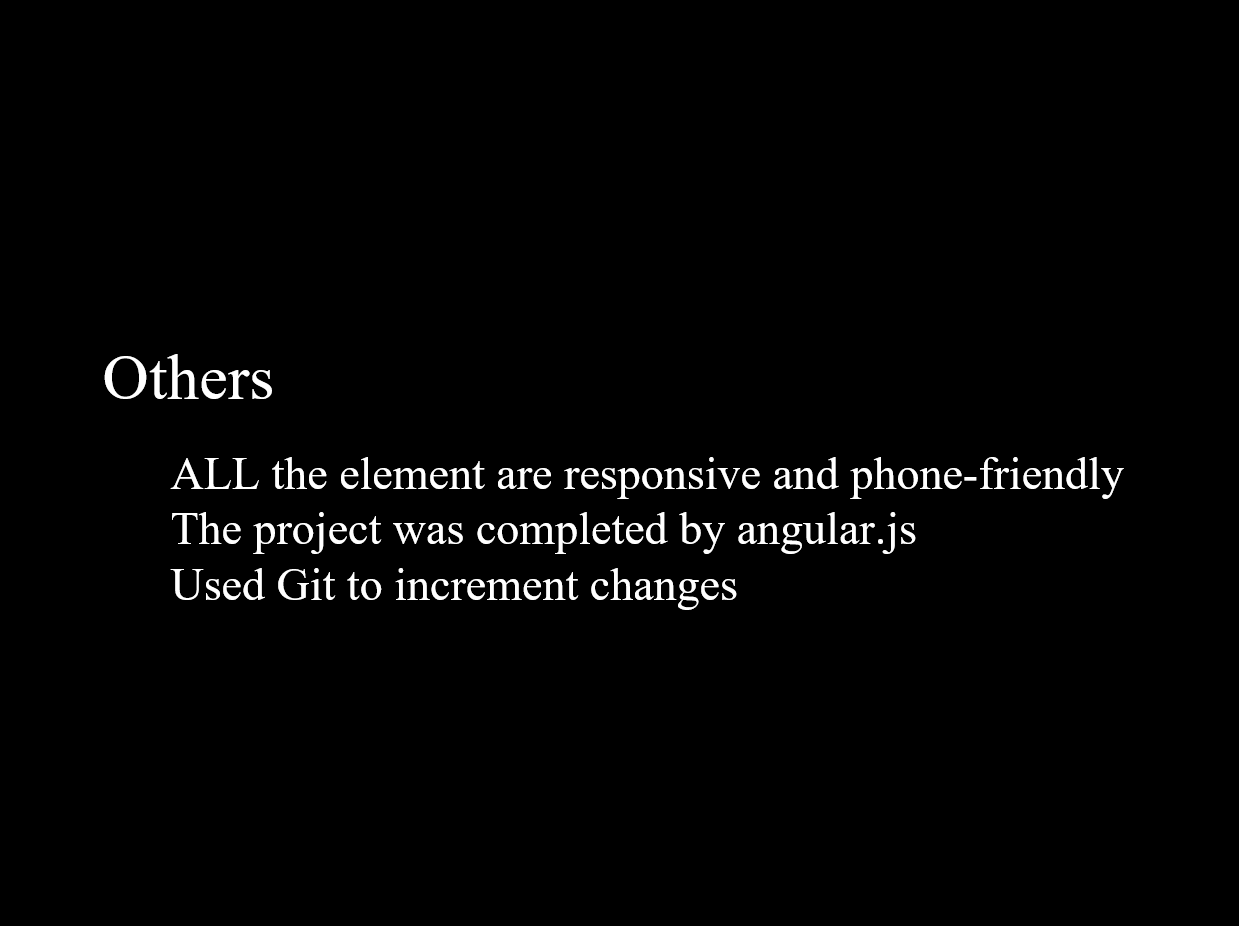 Others
ALL the element are responsive and phone-friendly
The project was completed by angular.js
Used Git to increment changes